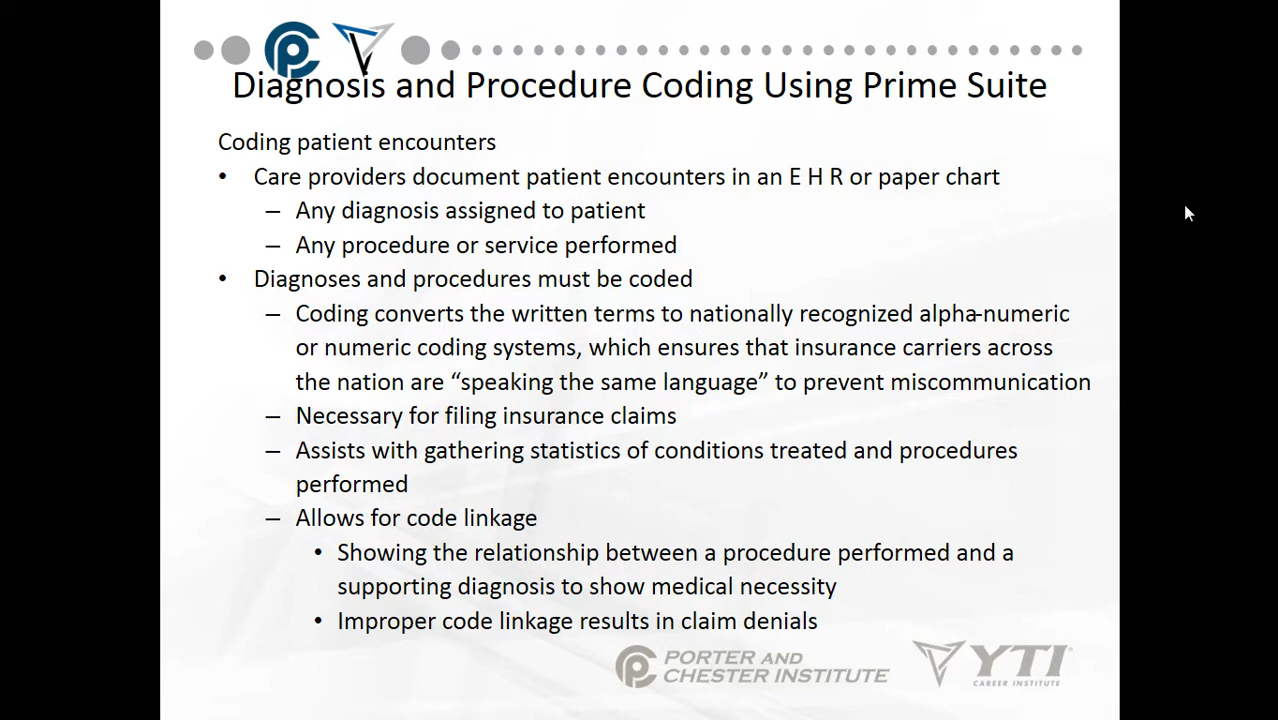 Diagnosis and Procedure Coding Using Prime Suite
Coding patient encounters
• Care providers document patient encounters in an E H R or paper chart
– Any diagnosis assigned to patient
– Any procedure or service performed
• Diagnoses and procedures must be coded
– Coding converts the written terms to nationally recognized alpha-numeric
or numeric coding systems, which ensures that insurance carriers across
the nation are “speaking the same language” to prevent miscommunication
– Necessary for filing insurance claims
– Assists with gathering statistics of conditions treated and procedures
performed
– Allows for code linkage
• Showing the relationship between a procedure performed and a
supporting diagnosis to show medical necessity
• Improper code linkage results in claim denials
PORTER AND
CHESTER INSTITUTE
YTI
CAREER INSTITUTE